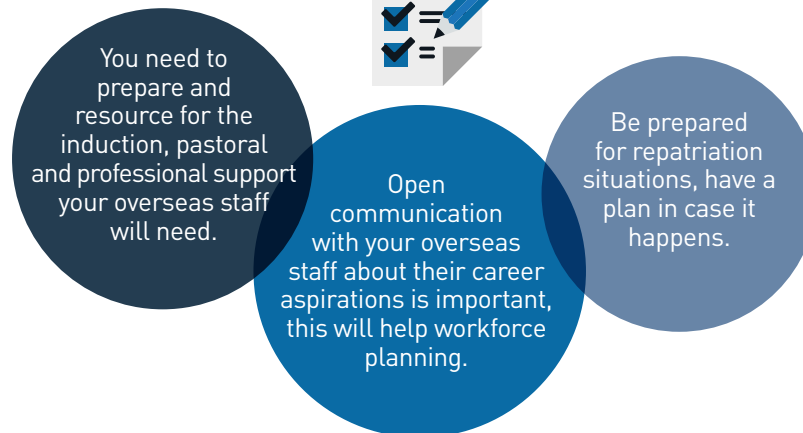 You need to
prepare and
resource for the
induction, pastoral
and professional support
your overseas staff
will need.
Open
communication
with your overseas
staff about their career
aspirations is important,
this will help workforce
planning.
Be prepared
for repatriation
situations, have a
plan in case it
happens.